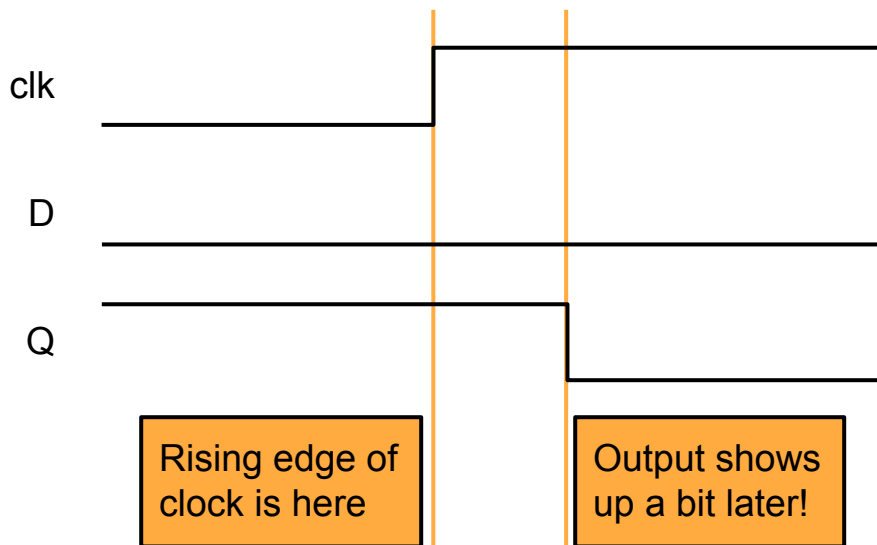 clk
D
Q
Rising edge of
clock is here
Output shows
up a bit later!